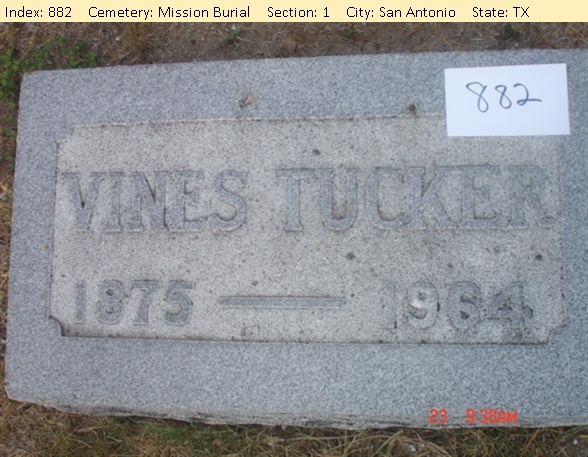 Index: 882 Cemetery: Mission Burial Section: 1 City: San Antonio State: TX
882
VINES TUCKER
1875 — 1964
23 9:38AM